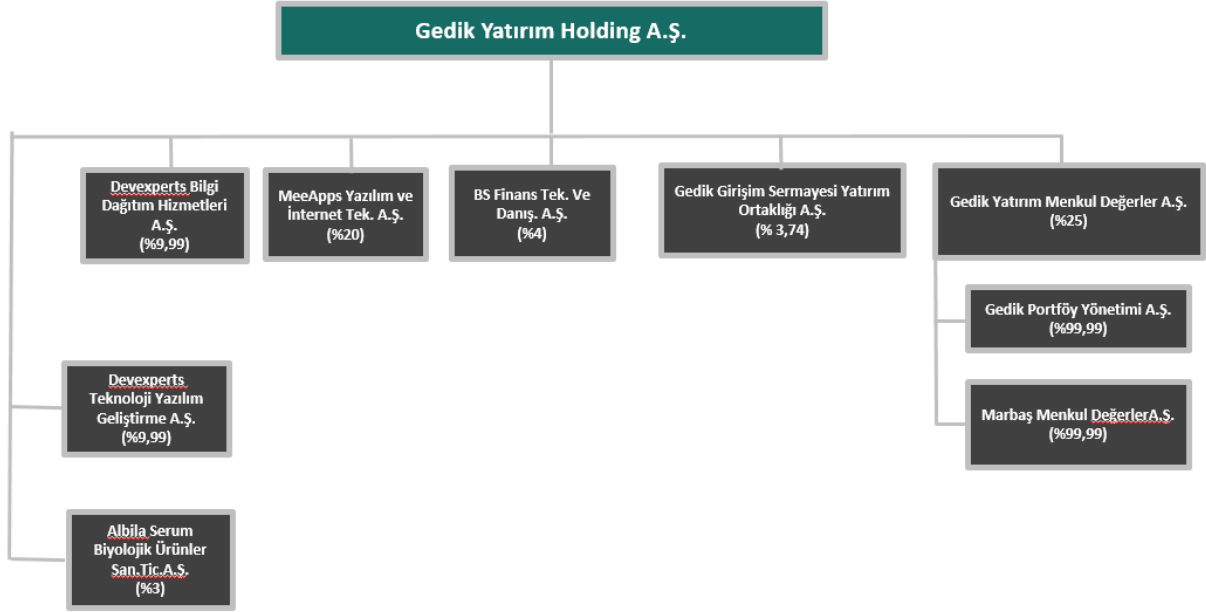 Gedik Yatırım Holding A.Ş.
Devexperts Bilgi
Dağıtım Hizmetleri
A.Ş.
(%9,99)
MeeApps Yazılım ve
İnternet Tek. A.Ş.
(%20)
BS Finans Tek. Ve
Danış. A.Ş.
(%4)
Gedik Girişim Sermayesi Yatırım
Ortaklığı A.Ş.
(% 3,74)
Gedik Yatırım Menkul Değerler A.Ş.
(%25)
Gedik Portföy Yönetimi A.Ş.
(%99,99)
Marbaş Menkul DeğerlerA.Ş.
(%99,99)
Devexperts
Teknoloji Yazılım
Geliştirme A.Ş.
(%9,99)
Albila Serum
Biyolojik Ürünler
San.Tic.A.Ş.
(%3)